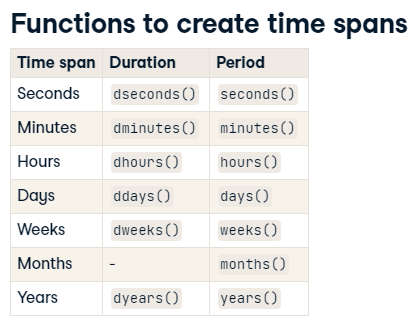 Functions to create time spans
Time span Duration Period
Seconds dseconds() seconds()
Minutes dminutes() minutes()
Hours dhours() hours()
Days ddays() days()
Weeks dweeks() weeks()
Months - months()
Years dyears() years()